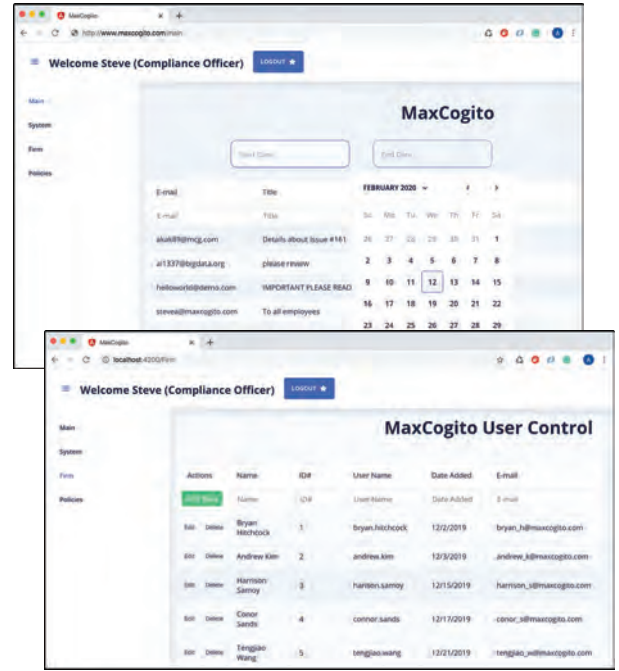 MaxCogito
http://www.maxcogito.com/main
Welcome Steve (Compliance Officer)
LOGOUT
Main
System
Firm
Policies
MaxCogito
Start Date
End Date
FEBRUARY 2020
E-mail Title
E-mail Title
Su Mo Tu We Th Fr Sa
26 27 28 29 30 31 1
akak89@mcg.com Details about Issue #161
2 3 4 5 6 7 8
al1337@bigdata.org please review
9 10 11 12 13 14 15
helloworld@demo.com IMPORTANT PLEASE READ
16 17 18 19 20 21 22
stevea@maxcogito.com To all employees
23 24 25 26 27 28 29
MaxCogito
localhost:4200/Firm
Welcome Steve (Compliance Officer)
LOGOUT
Main
System
Firm
Policies
MaxCogito User Control
Actions Name ID# User Name Date Added E-mail
Add New Name ID# User Name Date Added E-mail
Edit Delete Bryan Hitchcock 1 bryan.hitchcock 12/2/2019 bryan_h@maxcogito.com
Edit Delete Andrew Kim 2 andrew.kim 12/3/2019 andrew_k@maxcogito.com
Edit Delete Harrison Samoy 3 hanson.samoy 12/15/2019 harrison_s@maxcogito.com
Edit Delete Conor Sands 4 connor.sands 12/17/2019 conor_s@maxcogito.com
Edit Delete Tengjiao Wang 5 tengjiao.wang 12/21/2019 tengjiao_w@maxcogito.com